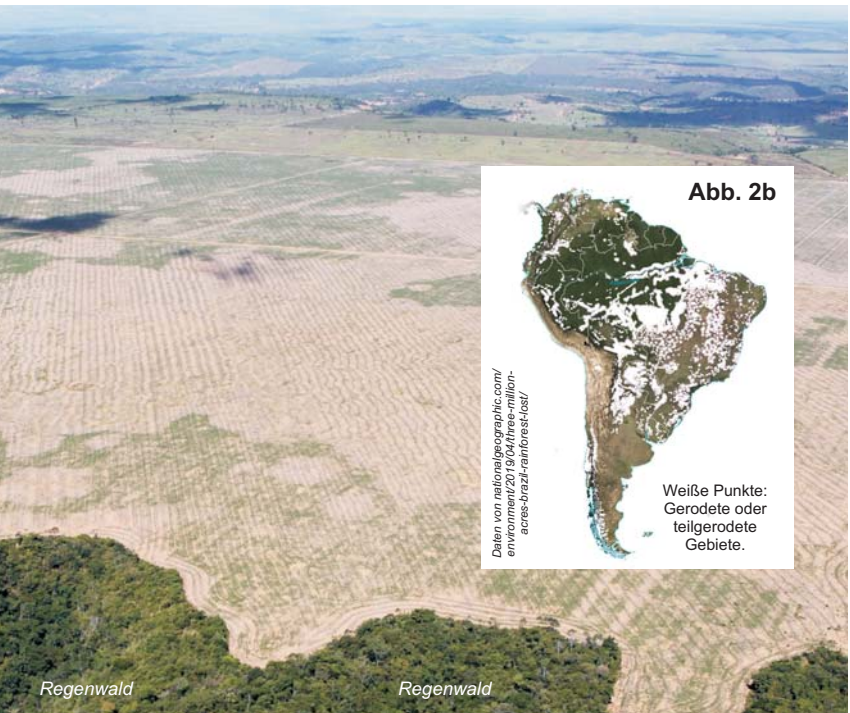 Abb. 2b
Daten von nationalgeographic.com/
environment/2019/04/three-million-
acres-brazil-rainforest-lost/
Weiße Punkte:
Gerodete oder
teilgerodete
Gebiete.
Regenwald
Regenwald